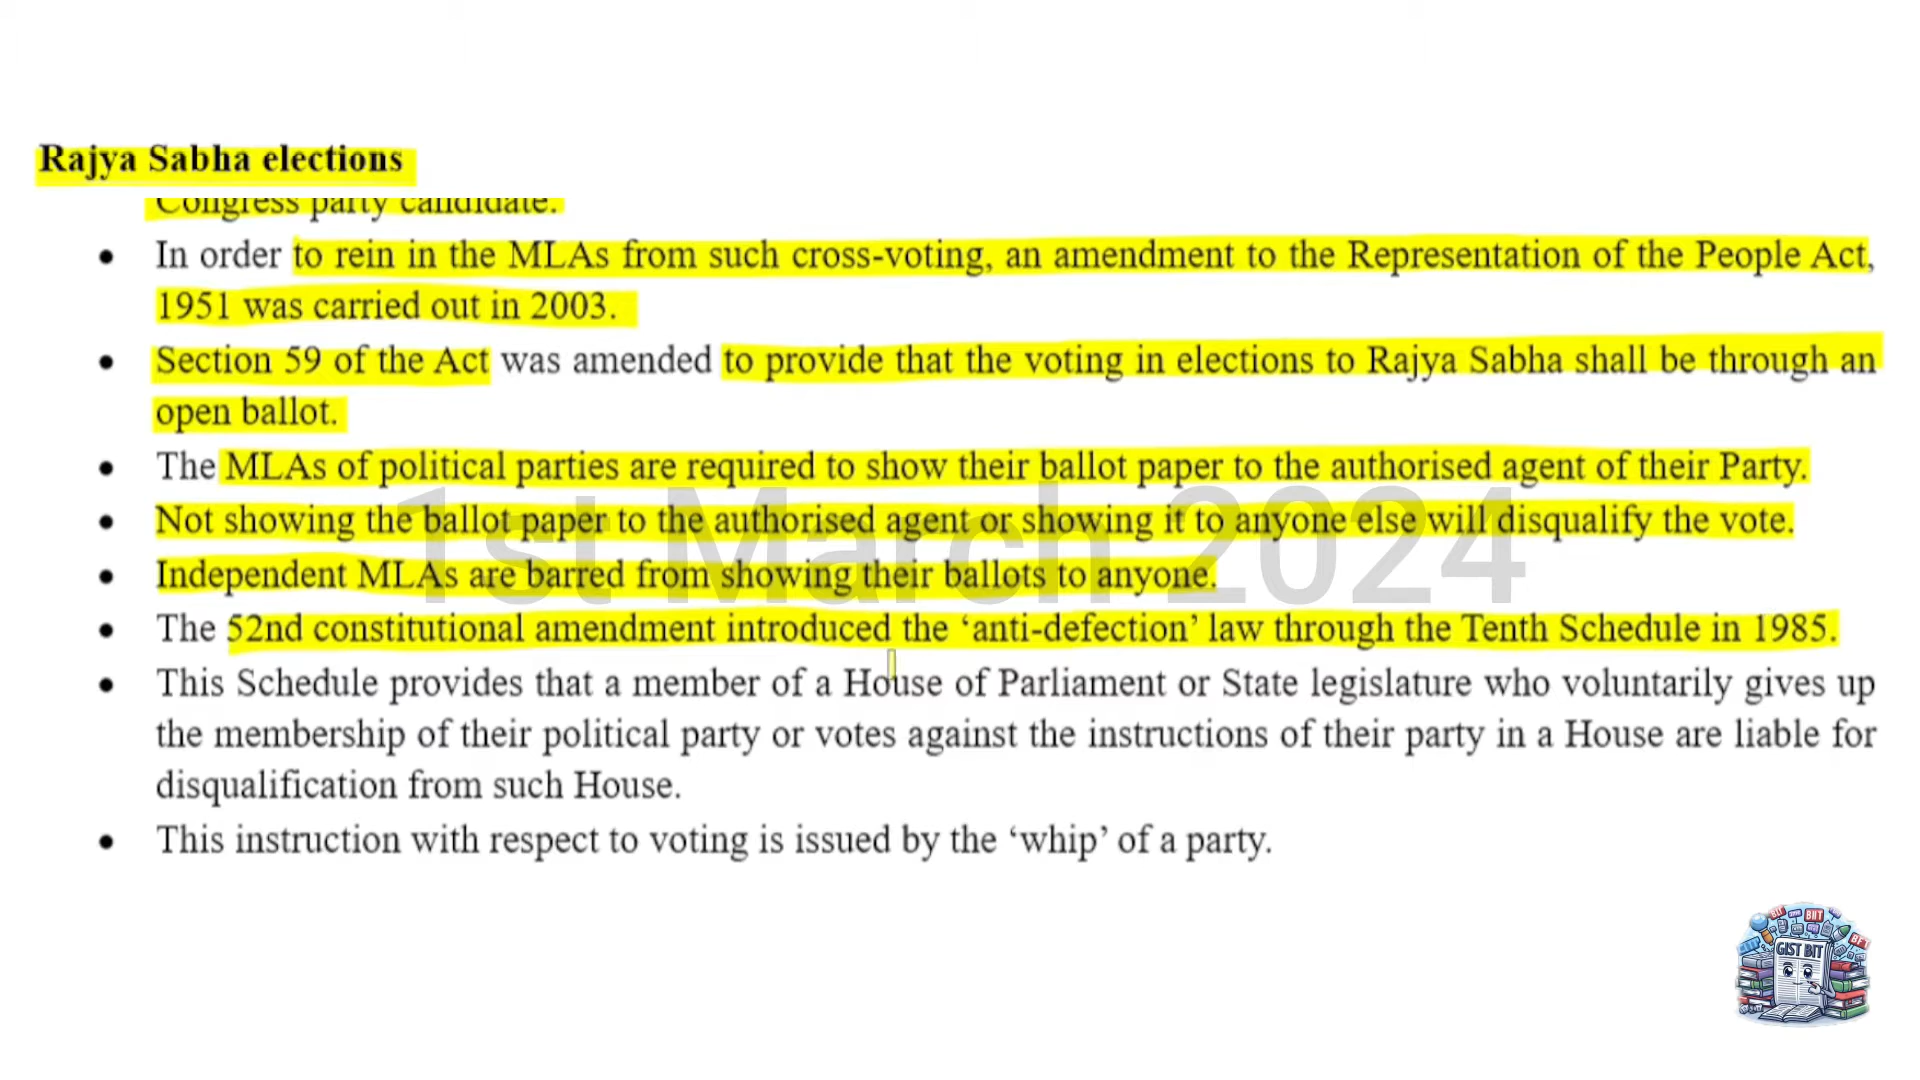 Rajya Sabha elections
Congress party candidate.
• In order to rein in the MLAs from such cross-voting, an amendment to the Representation of the People Act,
1951 was carried out in 2003.
• Section 59 of the Act was amended to provide that the voting in elections to Rajya Sabha shall be through an
open ballot.
• The MLAs of political parties are required to show their ballot paper to the authorised agent of their Party.
• Not showing the ballot paper to the authorised agent or showing it to anyone else will disqualify the vote.
1st March 2024
• Independent MLAs are barred from showing their ballots to anyone.
• The 52nd constitutional amendment introduced the ‘anti-defection’ law through the Tenth Schedule in 1985.
• This Schedule provides that a member of a House of Parliament or State legislature who voluntarily gives up
the membership of their political party or votes against the instructions of their party in a House are liable for
disqualification from such House.
• This instruction with respect to voting is issued by the ‘whip’ of a party.
GIST BIT